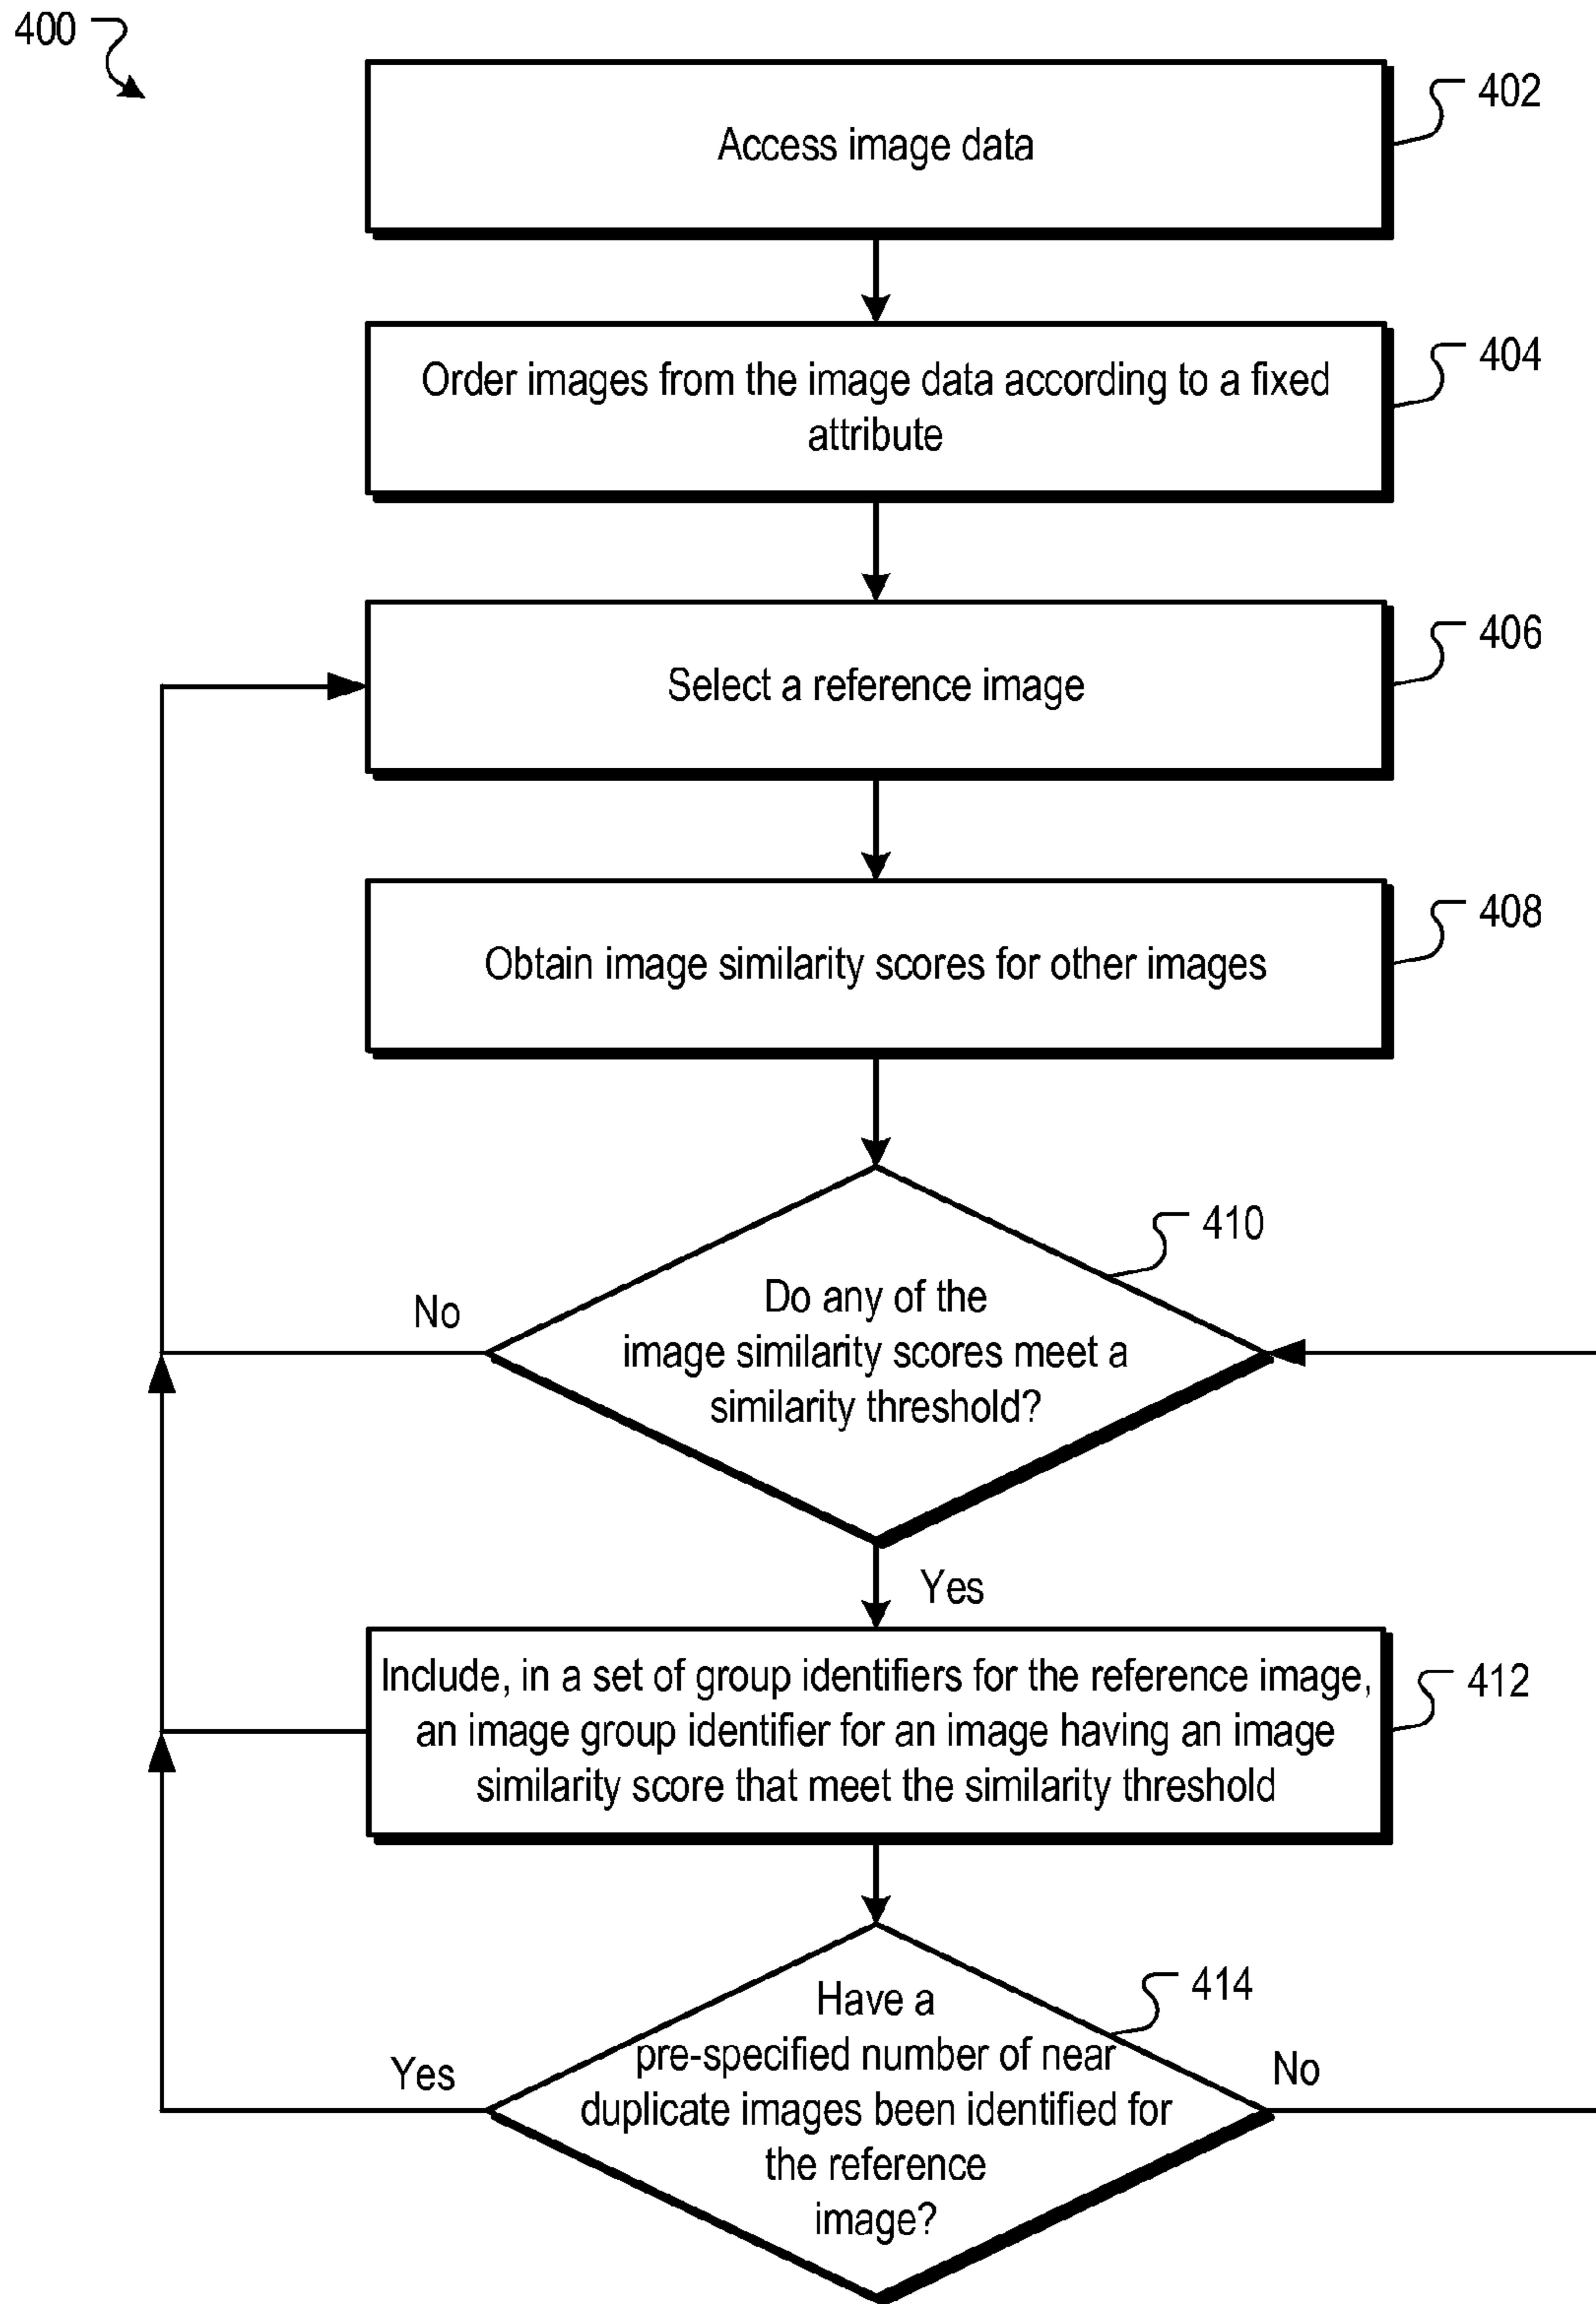 400
402
Access image data
404
Order images from the image data according to a fixed
attribute
406
Select a reference image
408
Obtain image similarity scores for other images
410
Do any of the
image similarity scores meet a
similarity threshold?
No
Yes
412
Include, in a set of group identifiers for the reference image,
an image group identifier for an image having an image
similarity score that meet the similarity threshold
414
Have a
pre-specified number of near
duplicate images been identified for
the reference
image?
Yes
No